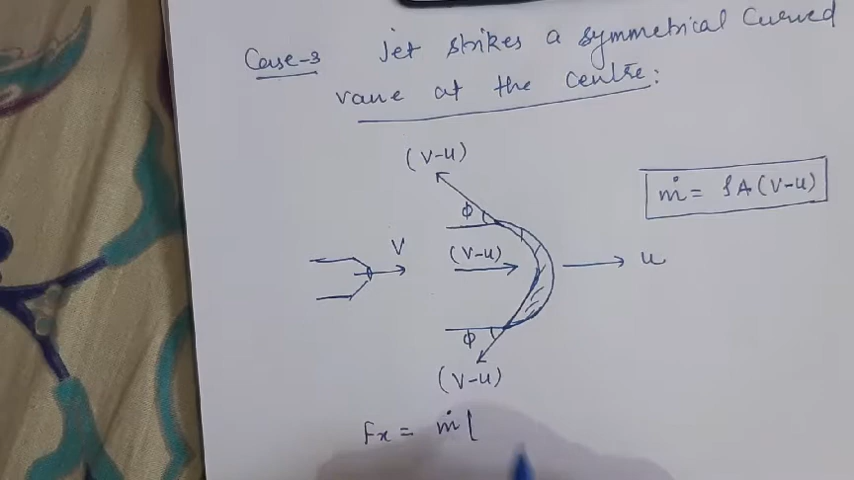 Case-3 Jet strikes a symmetrical Curved
vane at the centre:
(V-u)
ṁ = ρA(V-u)
ϕ
V
(V-u)
u
ϕ
(V-u)
Fx = ṁ [